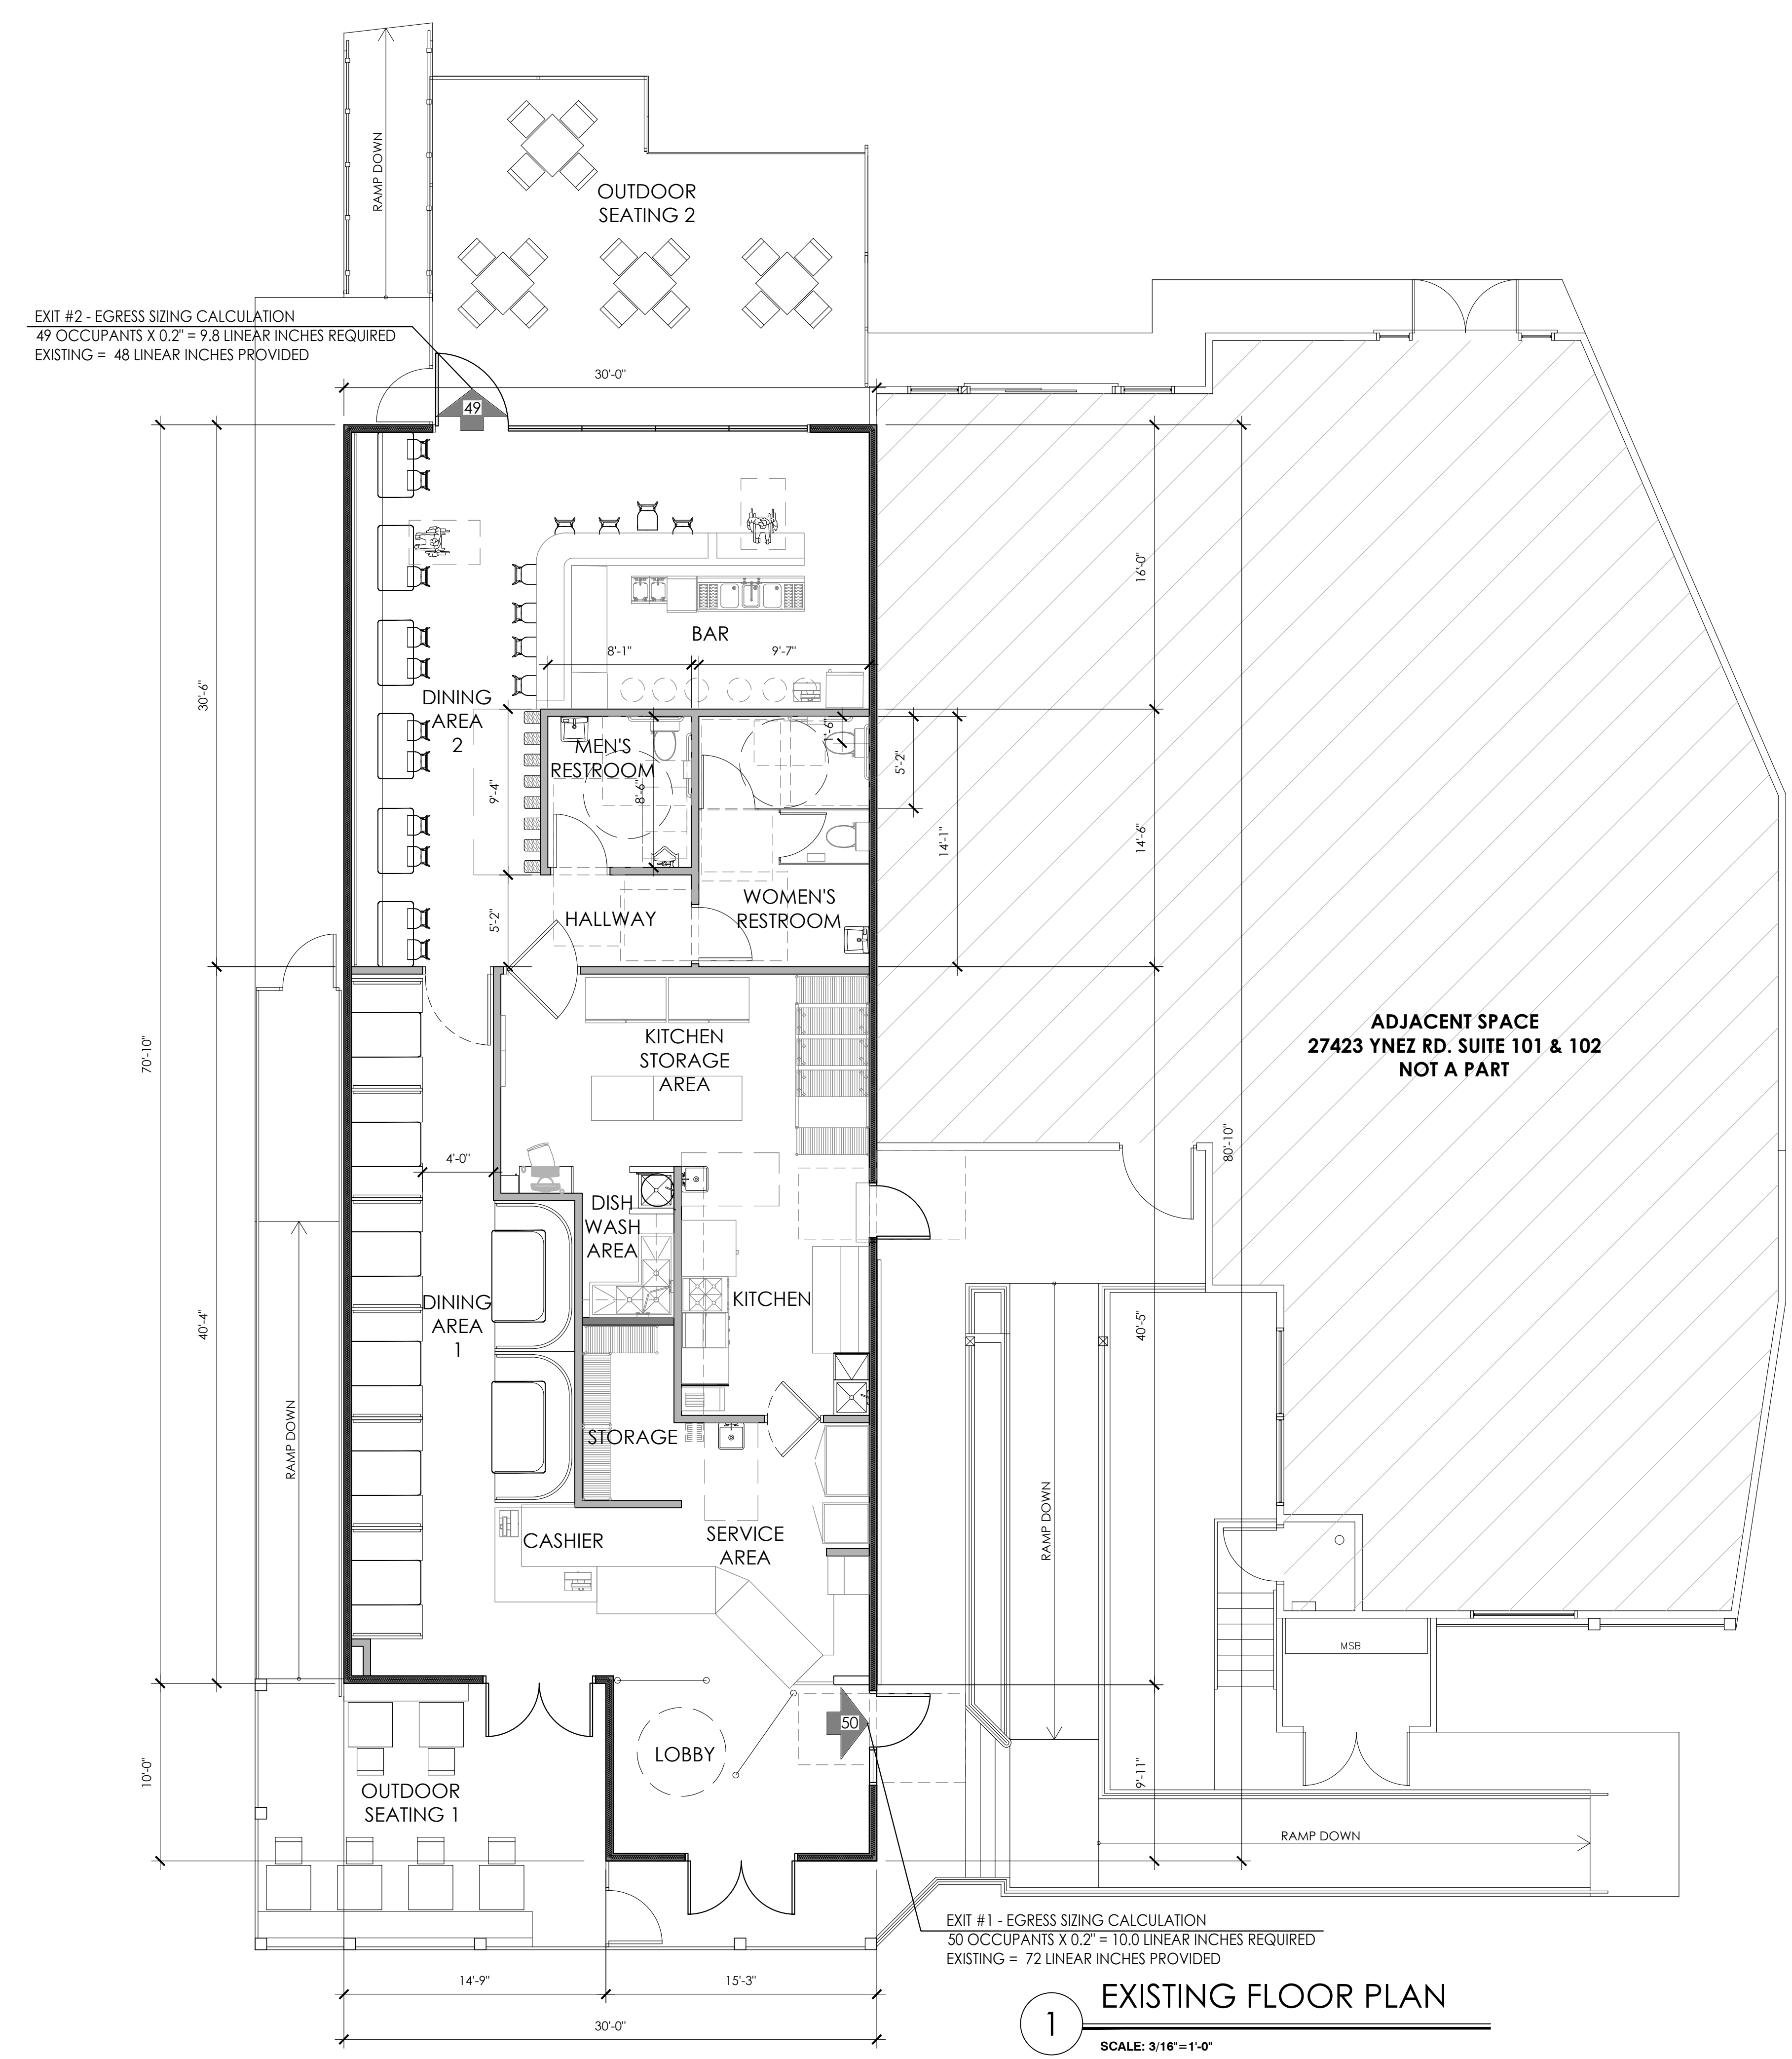 RAMP DOWN
OUTDOOR
SEATING 2
EXIT #2 - EGRESS SIZING CALCULATION
49 OCCUPANTS X 0.2" = 9.8 LINEAR INCHES REQUIRED
EXISTING =  48 LINEAR INCHES PROVIDED
30'-0"
49
16'-0"
BAR
8'-1"
9'-7"
30'-6"
DINING
AREA
2
MEN'S
RESTROOM
1'-6"
5'-2"
9'-4"
8'-6"
14'-1"
14'-6"
WOMEN'S
RESTROOM
HALLWAY
5'-2"
ADJACENT SPACE
27423 YNEZ RD. SUITE 101 & 102
NOT A PART
KITCHEN
STORAGE
AREA
70'-10"
80'-10"
4'-0"
DISH
WASH
AREA
KITCHEN
DINING
AREA
1
40'-4"
40'-5"
RAMP DOWN
STORAGE
RAMP DOWN
CASHIER
SERVICE
AREA
MSB
50
LOBBY
10'-0"
9'-11"
OUTDOOR
SEATING 1
RAMP DOWN
EXIT #1 - EGRESS SIZING CALCULATION
50 OCCUPANTS X 0.2" = 10.0 LINEAR INCHES REQUIRED
EXISTING =  72 LINEAR INCHES PROVIDED
14'-9"
15'-3"
30'-0"
1
EXISTING FLOOR PLAN
SCALE: 3/16"=1'-0"